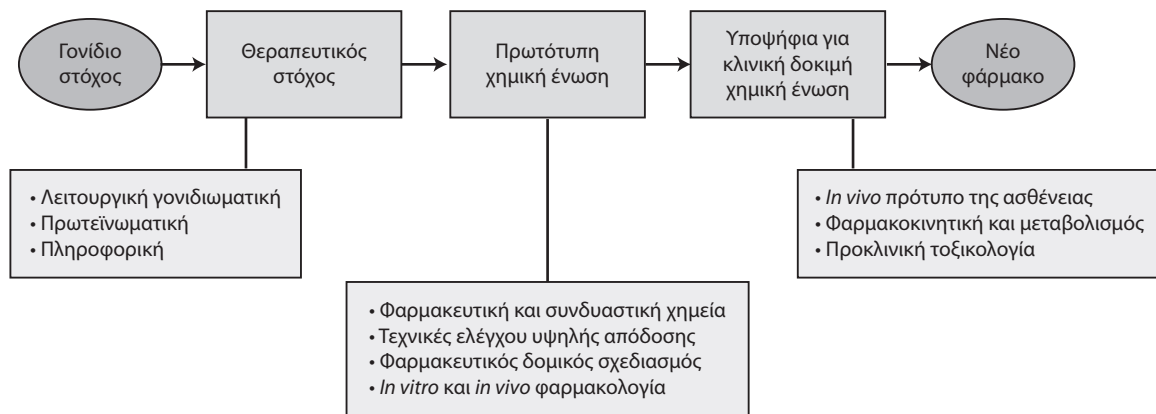 Γονίδιο
στόχος
Θεραπευτικός
στόχος
Πρωτότυπη
χημική ένωση
Υποψήφια για
κλινική δοκιμή
χημική ένωση
Νέο
φάρμακο
• Λειτουργική γονιδιωματική
• Πρωτεϊνωματική
• Πληροφορική
• Φαρμακευτική και συνδυαστική χημεία
• Τεχνικές ελέγχου υψηλής απόδοσης
• Φαρμακευτικός δομικός σχεδιασμός
• In vitro και in vivo φαρμακολογία
• In vivo πρότυπο της ασθένειας
• Φαρμακοκινητική και μεταβολισμός
• Προκλινική τοξικολογία